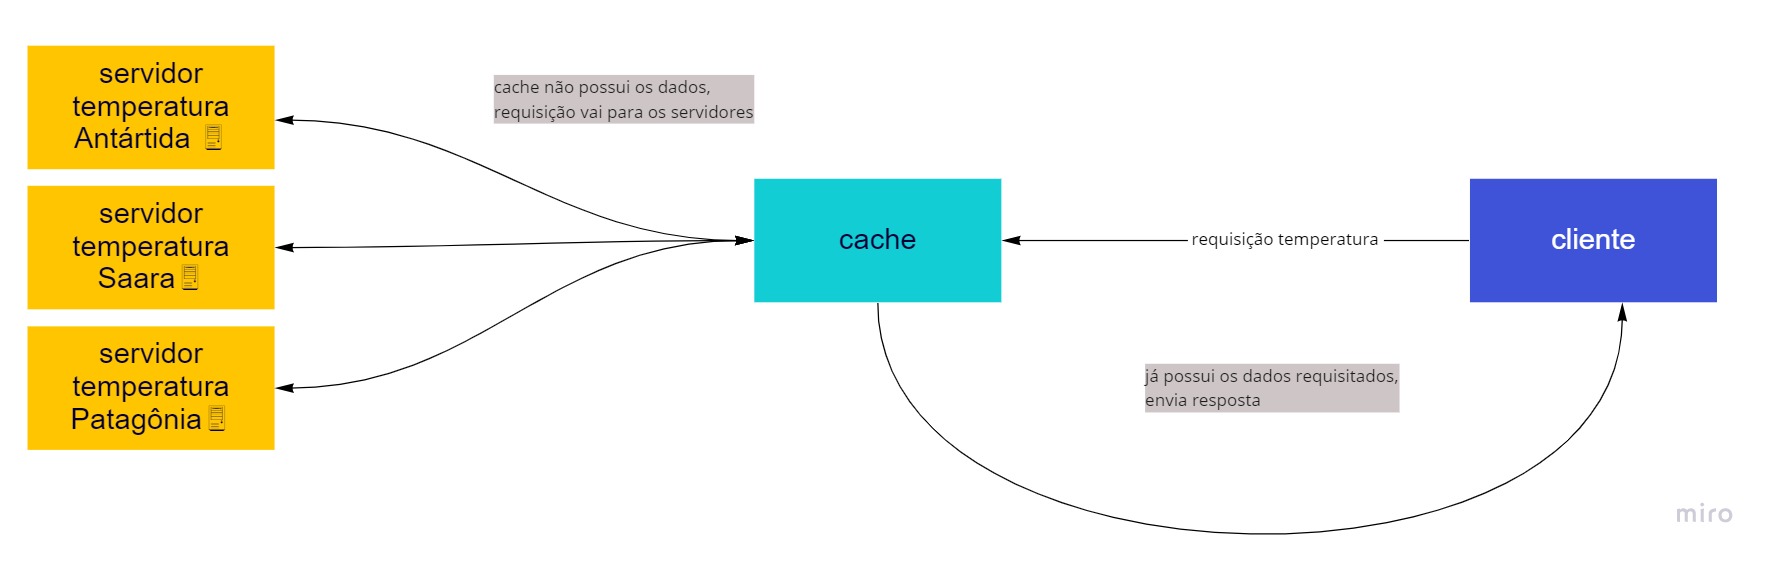 servidor
temperatura
Antártida
servidor
temperatura
Saara
servidor
temperatura
Patagônia
cache não possui os dados,
requisição vai para os servidores
cache
requisição temperatura
cliente
já possui os dados requisitados,
envia resposta
miro